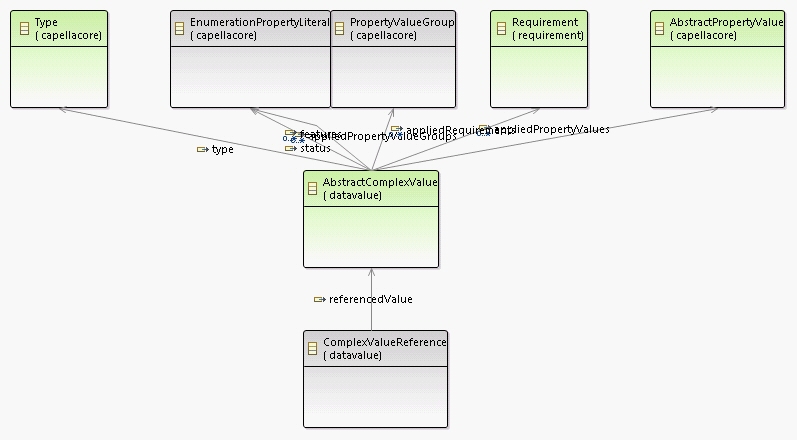 Type
( capellacore)
EnumerationPropertyLiteral
( capellacore)
PropertyValueGroup
( capellacore)
Requirement
( requirement)
AbstractPropertyValue
( capellacore)
features
appliedPropertyValueGroups
appliedRequirements
appliedPropertyValues
type
status
AbstractComplexValue
( datavalue)
referencedValue
ComplexValueReference
( datavalue)